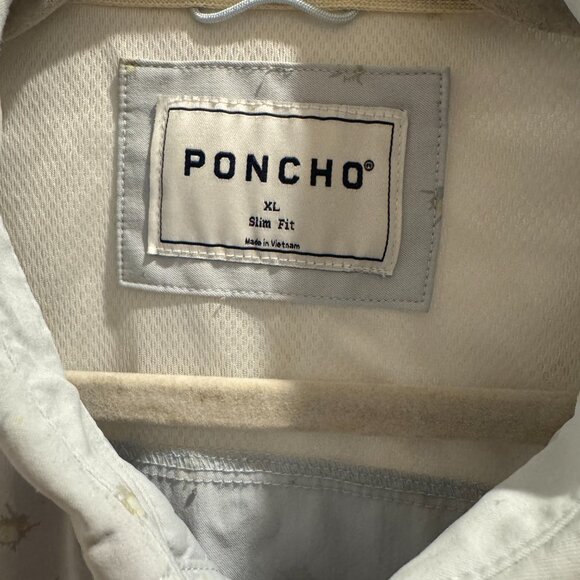 PONCHO®
XL
Slim Fit
Made in Vietnam